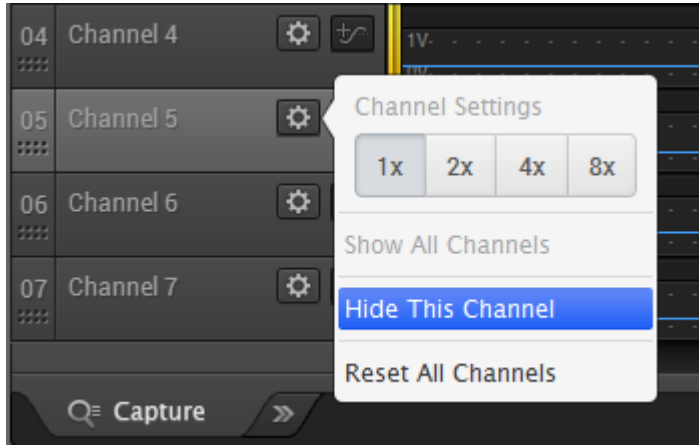 04 Channel 4
1V
0V
Channel Settings
05 Channel 5
1x 2x 4x 8x
06 Channel 6
Show All Channels
07 Channel 7
Hide This Channel
Reset All Channels
Capture